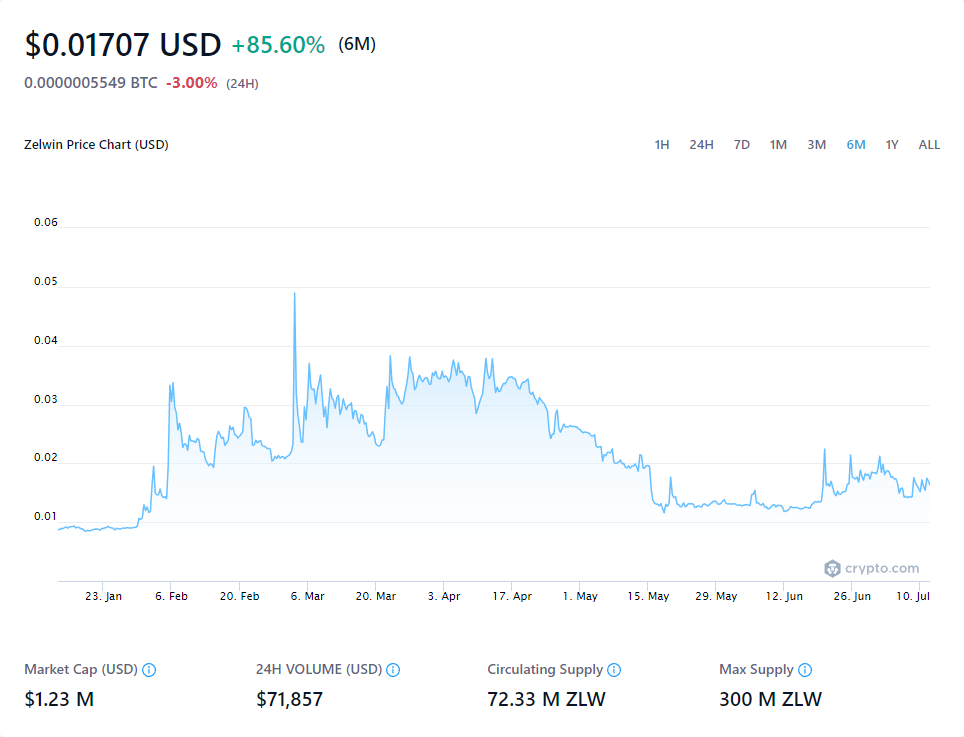 $0.01707 USD +85.60% (6M)
0.0000005549 BTC -3.00% (24H)
Zelwin Price Chart (USD) 1H 24H 7D 1M 3M 6M 1Y ALL
0.06
0.05
0.04
0.03
0.02
0.01
crypto.com
23. Jan 6. Feb 20. Feb 6. Mar 20. Mar 3. Apr 17. Apr 1. May 15. May 29. May 12. Jun 26. Jun 10. Jul
Market Cap (USD) 24H VOLUME (USD) Circulating Supply Max Supply
$1.23 M $71,857 72.33 M ZLW 300 M ZLW